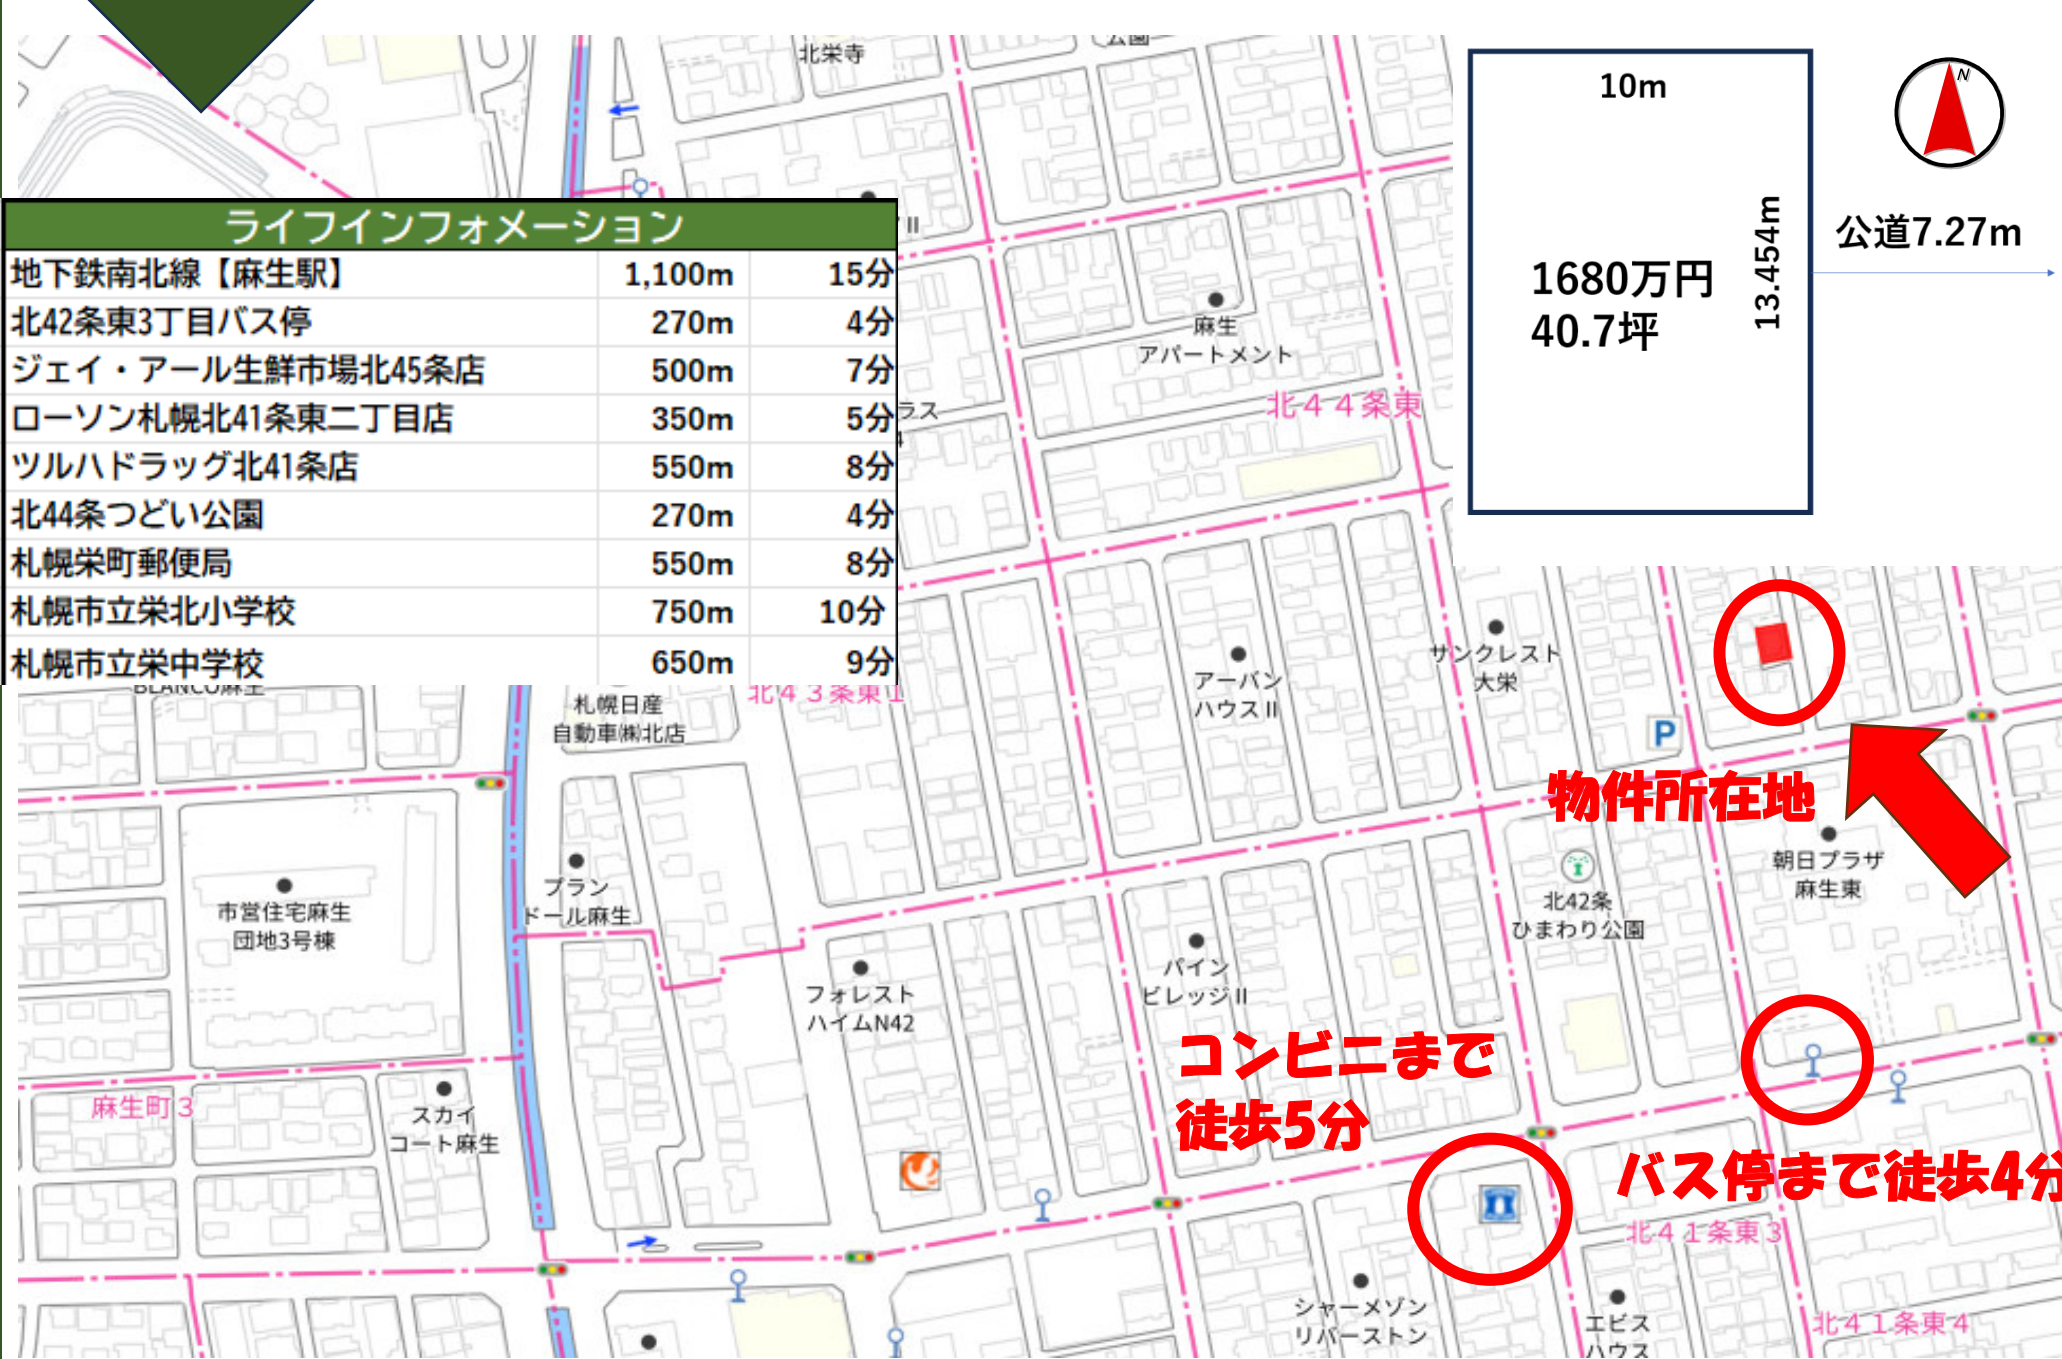 北栄寺
公園
10m
N
13.454m
公道7.27m
1680万円
40.7坪
ライフインフォメーション
地下鉄南北線【麻生駅】 1,100m 15分
北42条東3丁目バス停 270m 4分
ジェイ・アール生鮮市場北45条店 500m 7分
ローソン札幌北41条東二丁目店 350m 5分
ツルハドラッグ北41条店 550m 8分
北44条つどい公園 270m 4分
札幌栄町郵便局 550m 8分
札幌市立栄北小学校 750m 10分
札幌市立栄中学校 650m 9分
II
ラス
麻生
アパートメント
北44条東
BLANCO麻生
札幌日産
自動車㈱北店
北43条東1
アーバン
ハウスII
サンクレスト
大栄
P
物件所在地
朝日プラザ
麻生東
北42条
ひまわり公園
市営住宅麻生
団地3号棟
プラン
ドール麻生
フォレスト
ハイムN42
パイン
ビレッジII
コンビニまで
徒歩5分
麻生町3
スカイ
コート麻生
バス停まで徒歩4分
北41条東3
シャーメゾン
リバーストン
エビス
ハウス
北41条東4